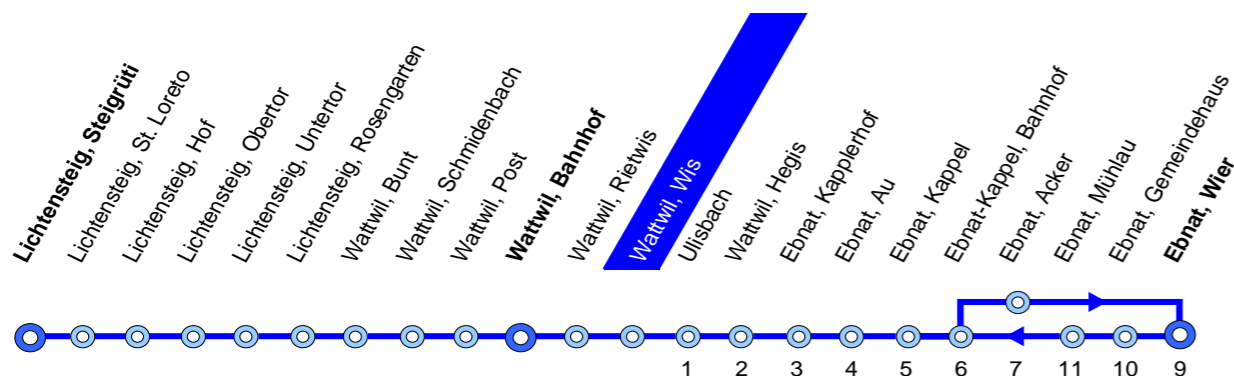 Lichtensteig, Steigrüti
Lichtensteig, St. Loreto
Lichtensteig, Hof
Lichtensteig, Obertor
Lichtensteig, Untertor
Lichtensteig, Rosengarten
Wattwil, Bunt
Wattwil, Schmidenbach
Wattwil, Post
Wattwil, Bahnhof
Wattwil, Rietwis
Wattwil, Wis
Ulisbach
Wattwil, Hegis
Ebnat, Kapplerhof
Ebnat, Au
Ebnat, Kappel
Ebnat-Kappel, Bahnhof
Ebnat, Acker
Ebnat, Mühlau
Ebnat, Gemeindehaus
Ebnat, Wier
1 2 3 4 5 6 7 11 10 9